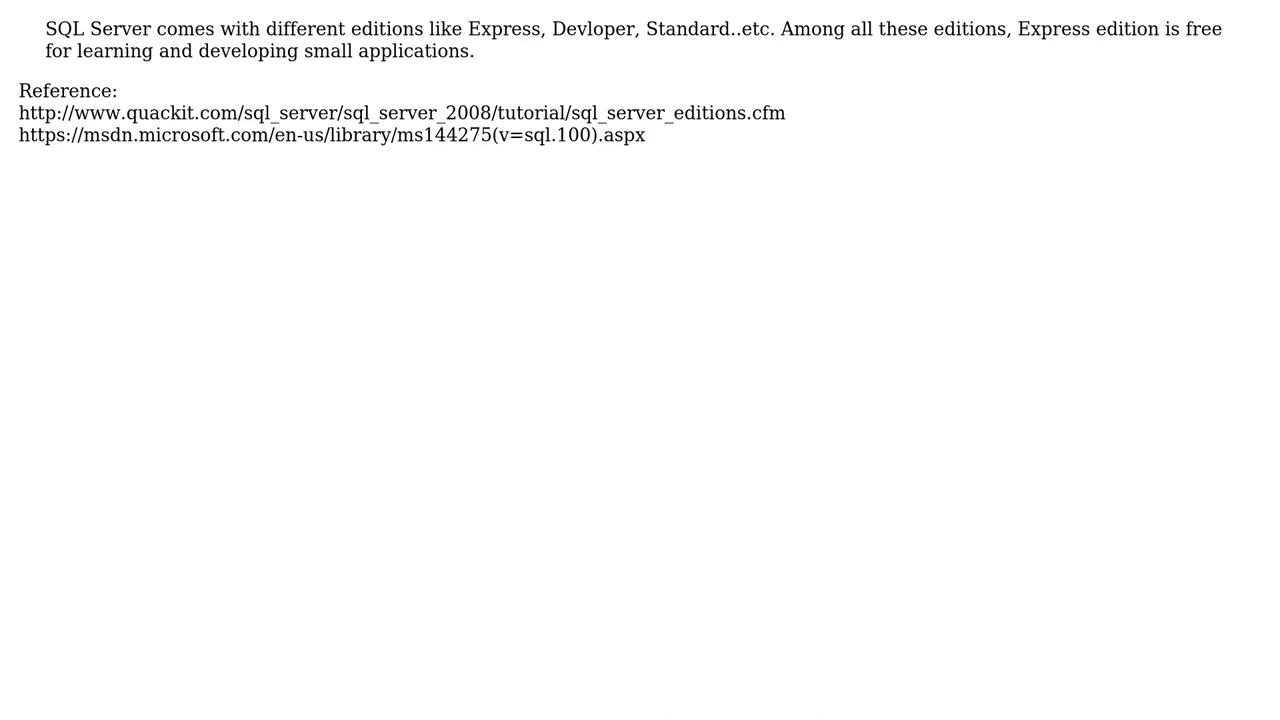 SQL Server comes with different editions like Express, Devloper, Standard..etc. Among all these editions, Express edition is free
for learning and developing small applications.
Reference:
http://www.quackit.com/sql_server/sql_server_2008/tutorial/sql_server_editions.cfm
https://msdn.microsoft.com/en-us/library/ms144275(v=sql.100).aspx